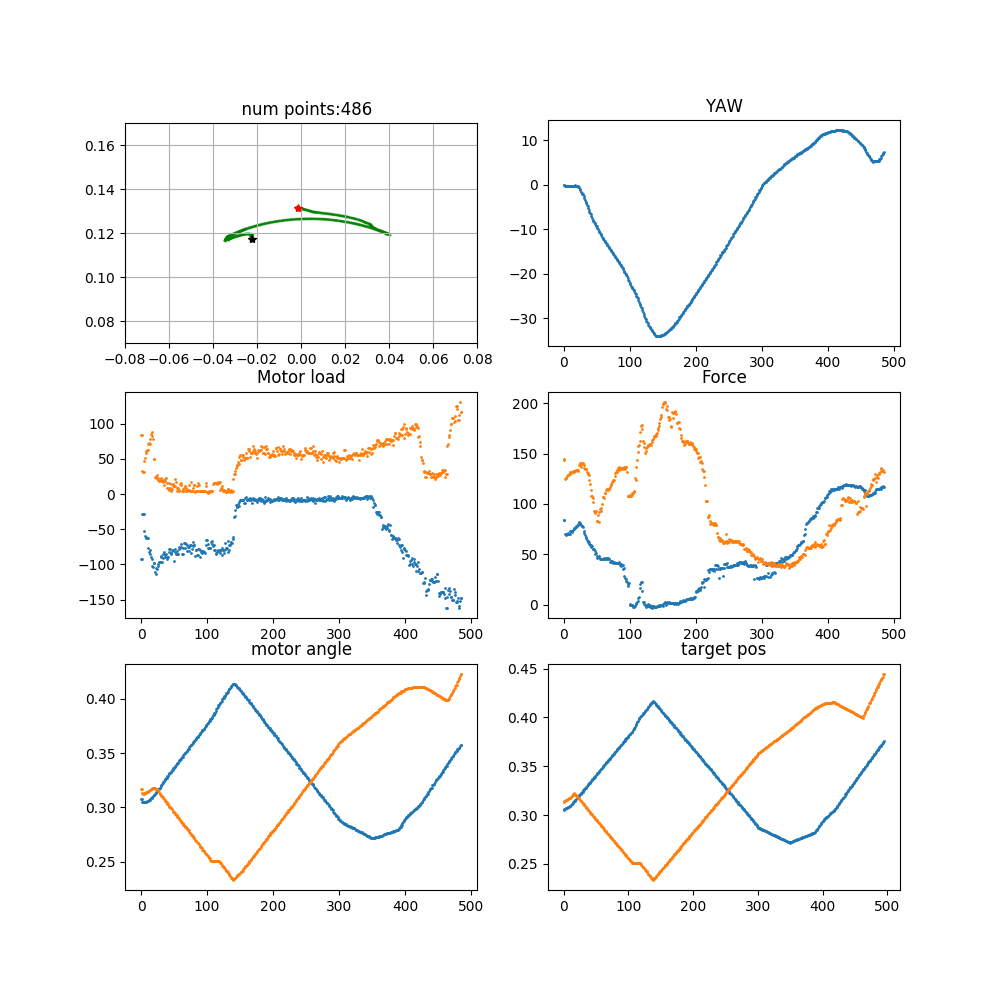 num points:486
YAW
0.16
0.14
0.12
0.10
0.08
−0.08 −0.06 −0.04 −0.02 0.00 0.02 0.04 0.06 0.08
10
0
−10
−20
−30
0 100 200 300 400 500
Motor load
Force
100
50
0
−50
−100
−150
0 100 200 300 400 500
200
150
100
50
0
0 100 200 300 400 500
motor angle
target pos
0.40
0.35
0.30
0.25
0 100 200 300 400 500
0.45
0.40
0.35
0.30
0.25
0 100 200 300 400 500